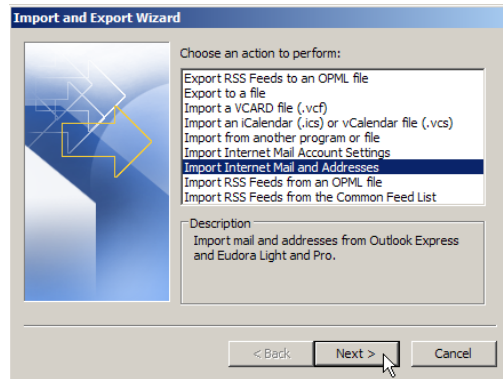 Import and Export Wizard
Choose an action to perform:
Export RSS Feeds to an OPML file
Export to a file
Import a VCARD file (.vcf)
Import an iCalendar (.ics) or vCalendar file (.vcs)
Import from another program or file
Import Internet Mail Account Settings
Import Internet Mail and Addresses
Import RSS Feeds from an OPML file
Import RSS Feeds from the Common Feed List
Description
Import mail and addresses from Outlook Express
and Eudora Light and Pro.
< Back Next > Cancel